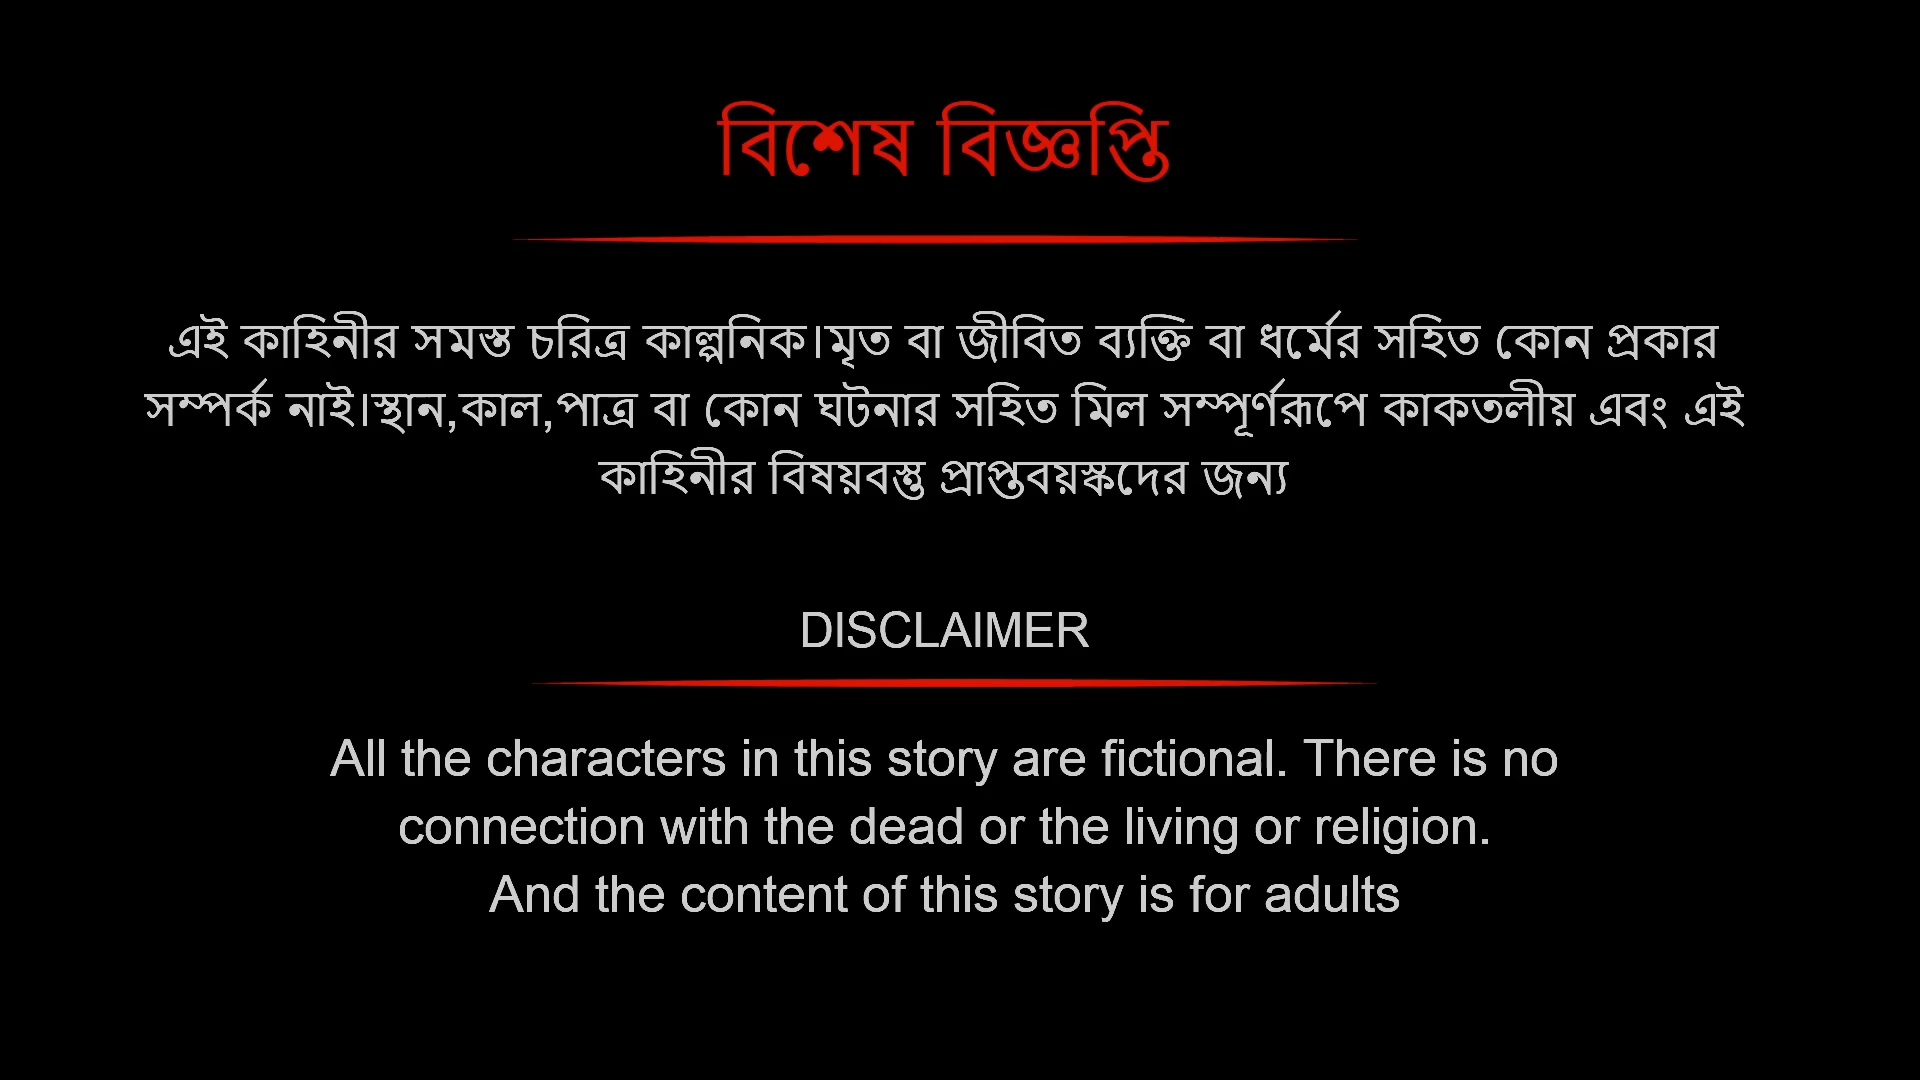 বিশেষ বিজ্ঞপ্তি
এই কাহিনীর সমস্ত চরিত্র কাল্পনিক।মৃত বা জীবিত ব্যক্তি বা ধর্মের সহিত কোন প্রকার
সম্পর্ক নাই।স্থান,কাল,পাত্র বা কোন ঘটনার সহিত মিল সম্পূর্ণরূপে কাকতলীয় এবং এই
কাহিনীর বিষয়বস্তু প্রাপ্তবয়স্কদের জন্য
DISCLAIMER
All the characters in this story are fictional. There is no
connection with the dead or the living or religion.
And the content of this story is for adults